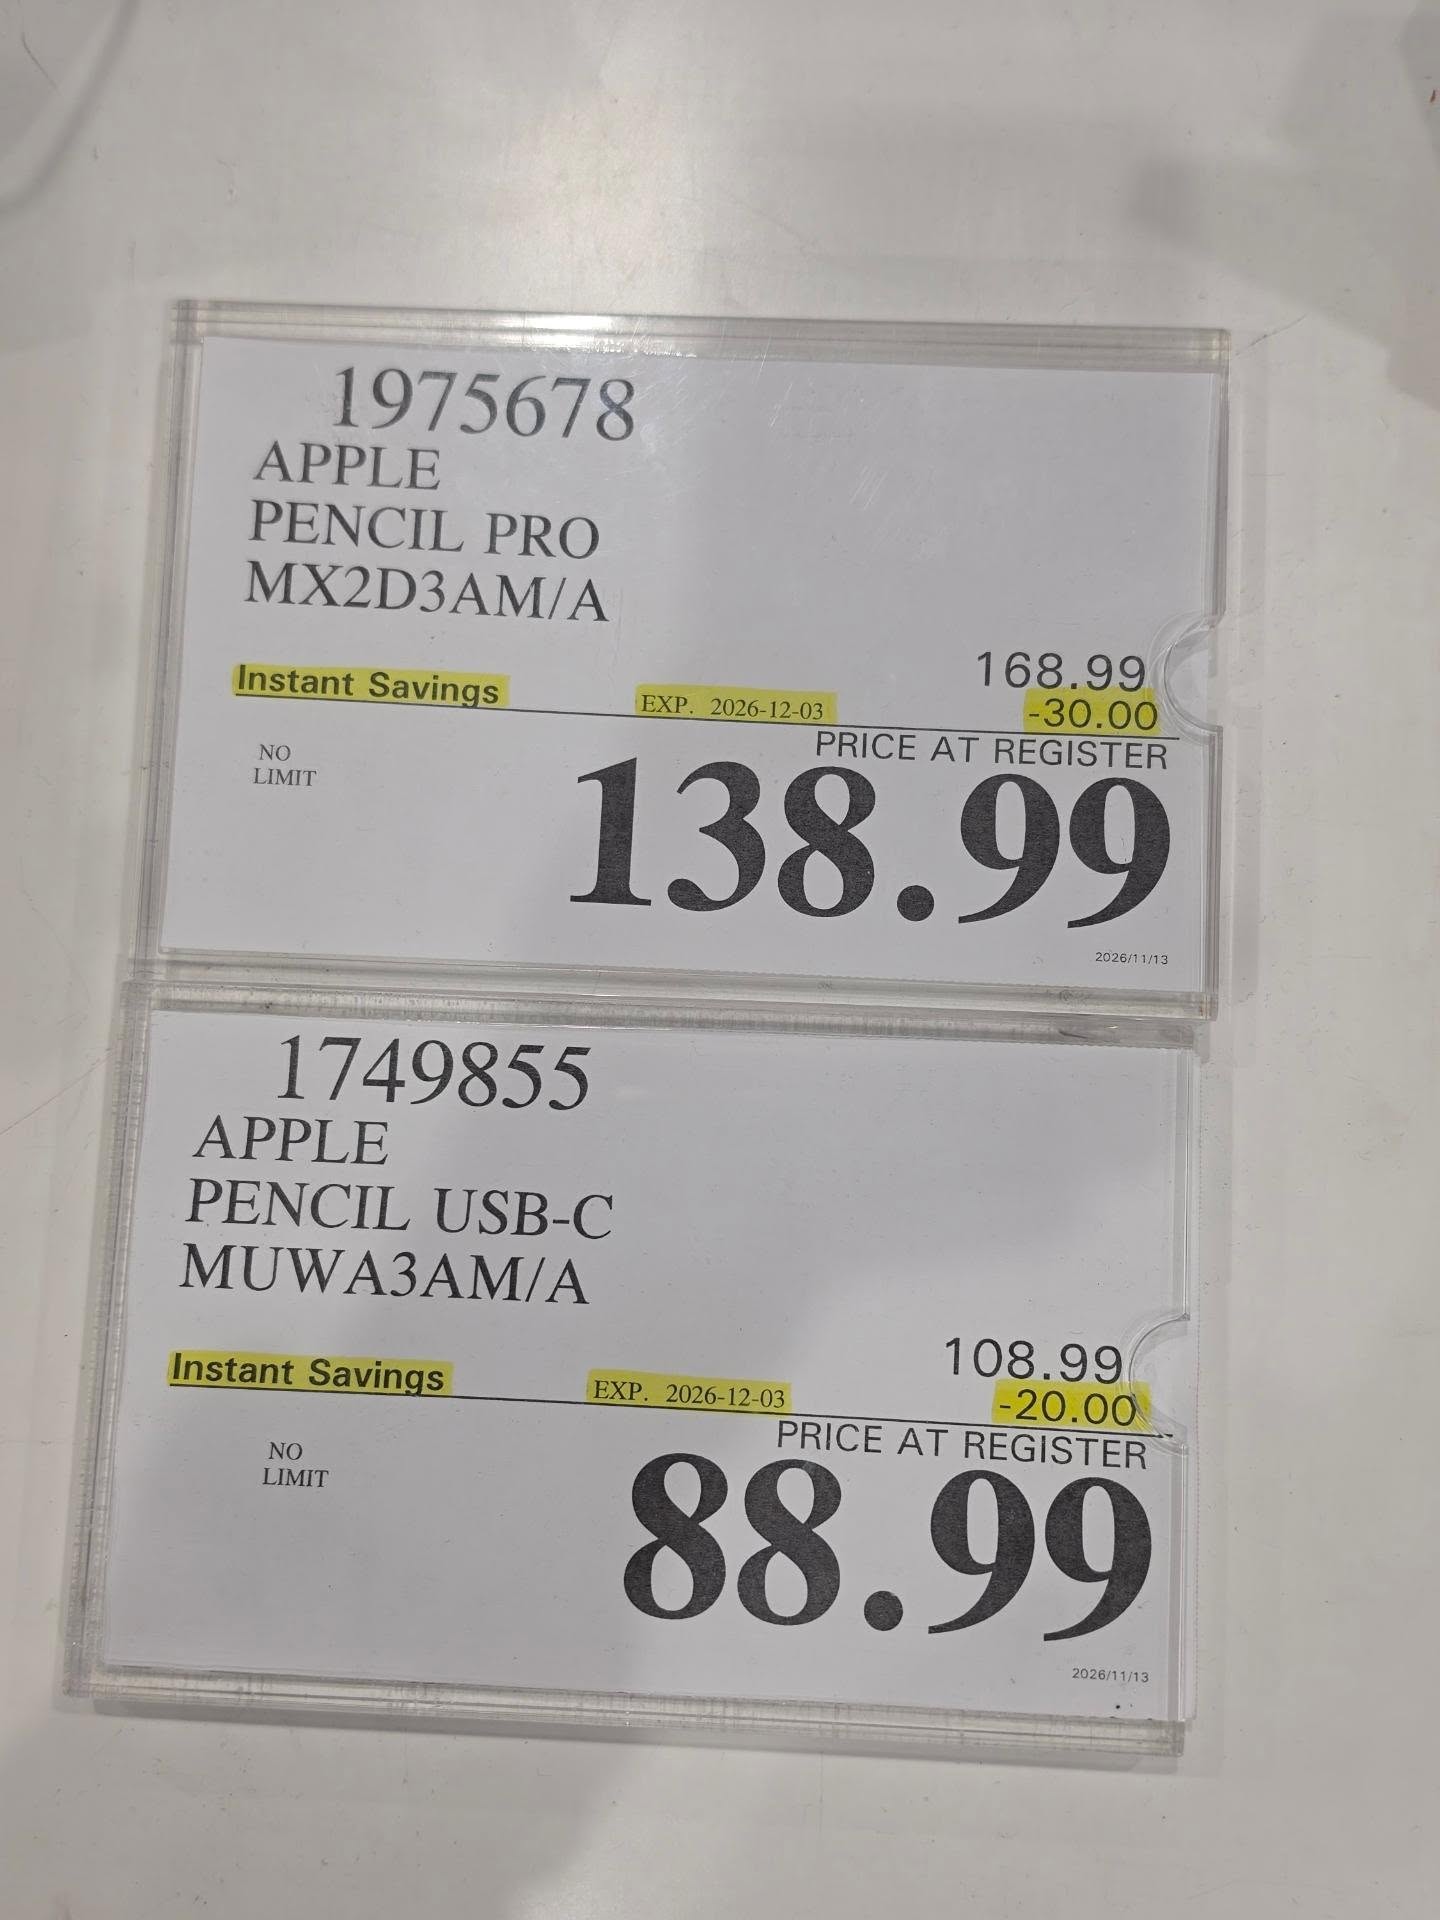 1975678
APPLE
PENCIL PRO
MX2D3AM/A
168.99
Instant Savings EXP. 2026-12-03 -30.00
PRICE AT REGISTER
NO
LIMIT
138.99
2026/11/13
1749855
APPLE
PENCIL USB-C
MUWA3AM/A
108.99
Instant Savings EXP. 2026-12-03 -20.00
PRICE AT REGISTER
NO
LIMIT
88.99
2026/11/13